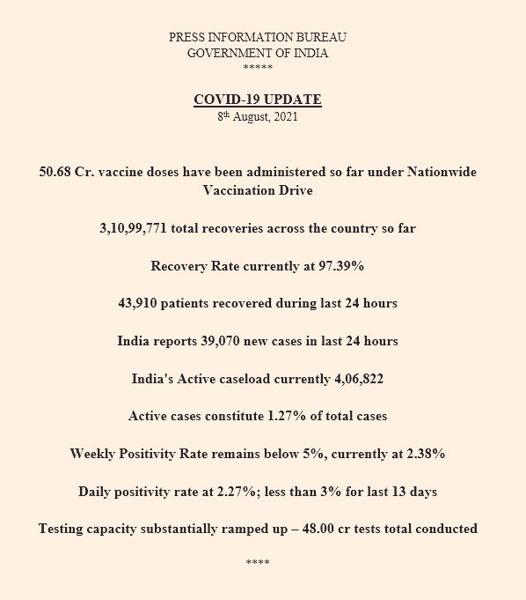 PRESS INFORMATION BUREAU
GOVERNMENT OF INDIA
*****
COVID-19 UPDATE
8th August, 2021
50.68 Cr. vaccine doses have been administered so far under Nationwide
Vaccination Drive
3,10,99,771 total recoveries across the country so far
Recovery Rate currently at 97.39%
43,910 patients recovered during last 24 hours
India reports 39,070 new cases in last 24 hours
India's Active caseload currently 4,06,822
Active cases constitute 1.27% of total cases
Weekly Positivity Rate remains below 5%, currently at 2.38%
Daily positivity rate at 2.27%; less than 3% for last 13 days
Testing capacity substantially ramped up – 48.00 cr tests total conducted
****